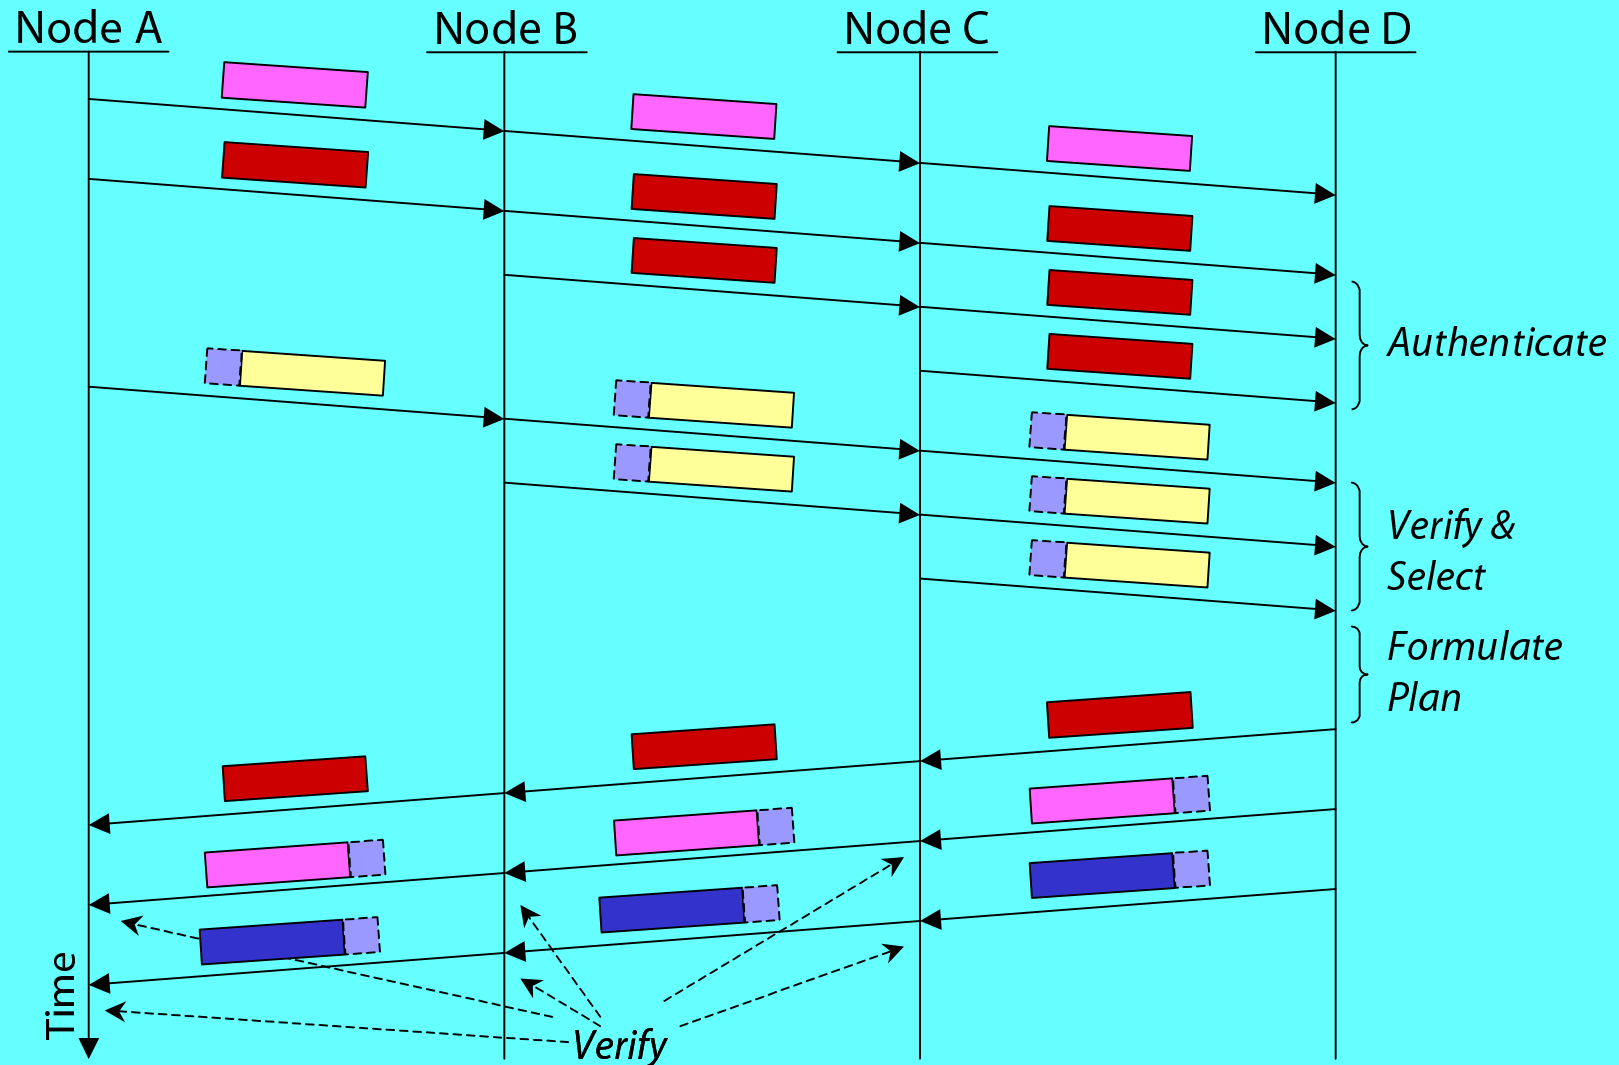 Node A
Node B
Node C
Node D
Authenticate
Verify &
Select
Formulate
Plan
Time
Verify